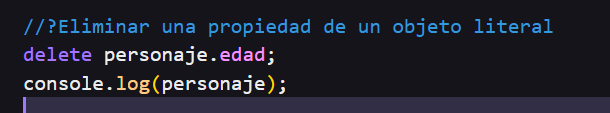 //?Eliminar una propiedad de un objeto literal
delete personaje.edad;
console.log(personaje);